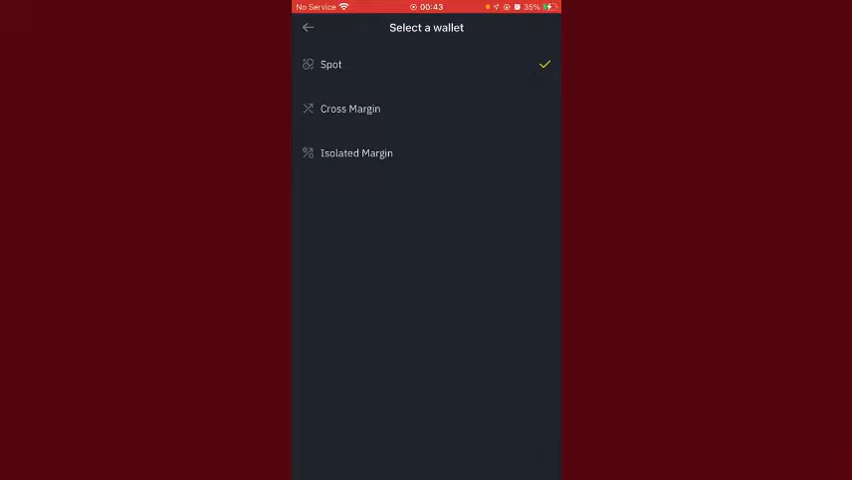 No Service 00:43 35%
Select a wallet
Spot
Cross Margin
Isolated Margin